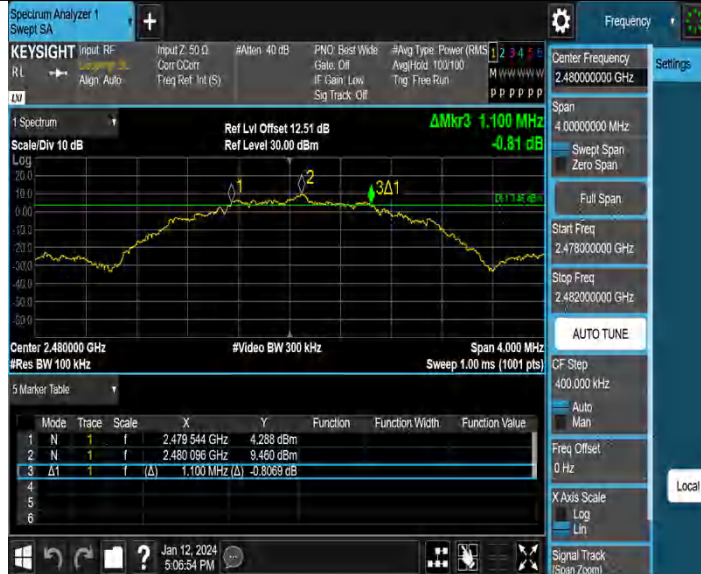 Spectrum Analyzer 1
Swept SA
Frequency
KEYSIGHT Input: RF Input Z: 50 Ω #Atten: 40 dB PNO: Best Wide #Avg Type: Power (RMS 1 2 3 4 5 6
RL Corr CCorr Gate: Off Avg|Hold: 100/100 M W W W W W
Align: Auto Freq Ref: Int (S) IF Gain: Low Trig: Free Run
Sig Track: Off P P P P P P
LXI
Center Frequency
2.480000000 GHz
Settings
Span
4.00000000 MHz
Swept Span
Zero Span
Full Span
Start Freq
2.478000000 GHz
Stop Freq
2.482000000 GHz
AUTO TUNE
CF Step
400.000 kHz
Auto
Man
Freq Offset
0 Hz
X Axis Scale
Log
Lin
Signal Track
(Span Zoom)
Local
1 Spectrum
Scale/Div 10 dB
Ref Lvl Offset 12.51 dB
Ref Level 30.00 dBm
ΔMkr3 1.100 MHz
-0.81 dB
Log
20.0
10.0
0.00
-10.0
-20.0
-30.0
-40.0
-50.0
-60.0
1
2
3Δ1
Center 2.480000 GHz #Video BW 300 kHz Span 4.000 MHz
#Res BW 100 kHz Sweep 1.00 ms (1001 pts)
5 Marker Table
Mode Trace Scale X Y Function Function Width Function Value
1 N 1 f 2.479 544 GHz 4.288 dBm
2 N 1 f 2.480 096 GHz 9.460 dBm
3 Δ1 1 f (Δ) 1.100 MHz (Δ) -0.8069 dB
4
5
6
?
Jan 12, 2024
5:06:54 PM